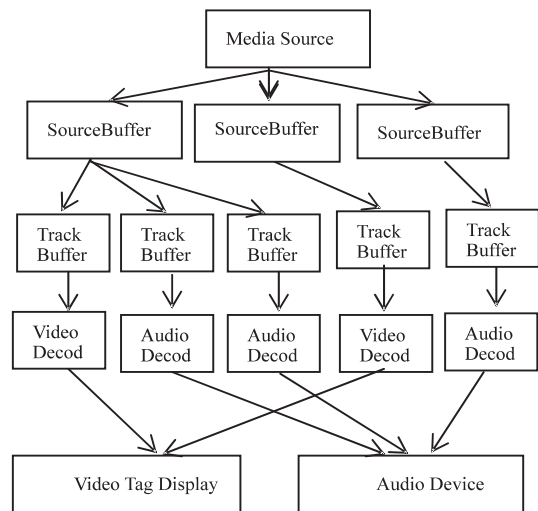 Media Source
SourceBuffer
SourceBuffer
SourceBuffer
Track
Buffer
Track
Buffer
Track
Buffer
Track
Buffer
Track
Buffer
Video
Decod
Audio
Decod
Audio
Decod
Video
Decod
Audio
Decod
Video Tag Display
Audio Device